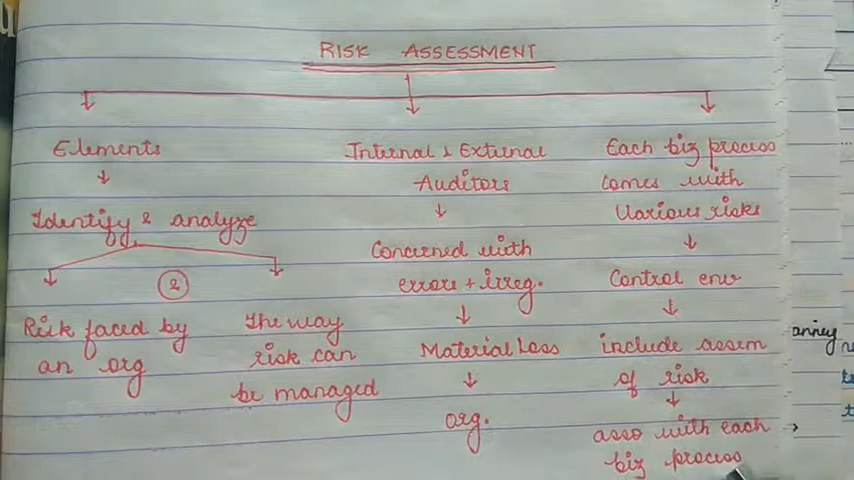 RISK ASSESSMENT
Elements
Identify & analyze
&
Risk faced by
an org
The way
risk can
be managed
Internal & External
Auditors
Concerned with
errors + irreg.
Material Loss
org.
Each biz process
comes with
Various risks
Control env
include assem
of risk
asso with each
biz process